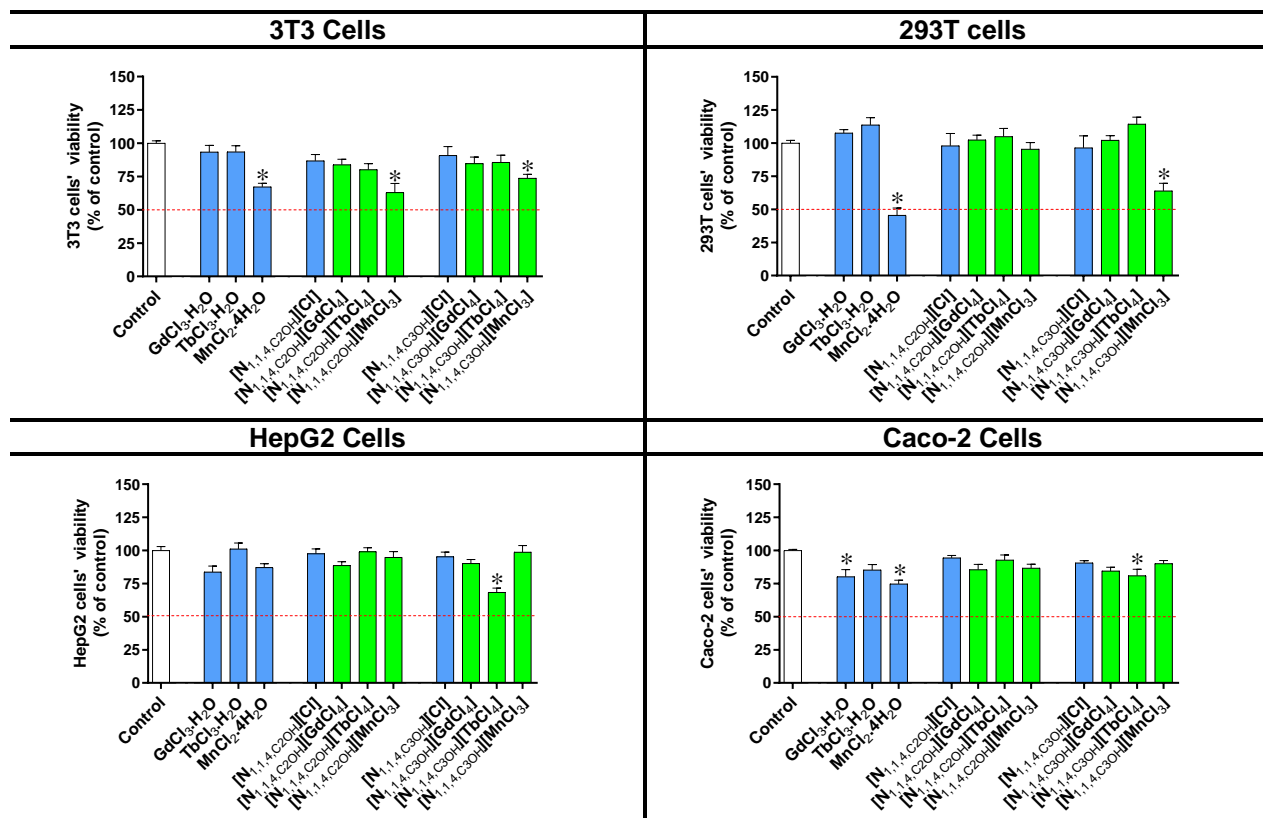 3T3 Cells
293T cells
3T3 cells' viability
(% of control)
150
125
100
75
50
25
0
*
*
*
Control
GdCl3.H2O
TbCl3.H2O
MnCl2.4H2O
[N1,1,4,C2OH][Cl]
[N1,1,4,C2OH][GdCl4]
[N1,1,4,C2OH][TbCl4]
[N1,1,4,C2OH][MnCl3]
[N1,1,4,C3OH][Cl]
[N1,1,4,C3OH][GdCl4]
[N1,1,4,C3OH][TbCl4]
[N1,1,4,C3OH][MnCl3]
293T cells' viability
(% of control)
150
125
100
75
50
25
0
*
*
Control
GdCl3.H2O
TbCl3.H2O
MnCl2.4H2O
[N1,1,4,C2OH][Cl]
[N1,1,4,C2OH][GdCl4]
[N1,1,4,C2OH][TbCl4]
[N1,1,4,C2OH][MnCl3]
[N1,1,4,C3OH][Cl]
[N1,1,4,C3OH][GdCl4]
[N1,1,4,C3OH][TbCl4]
[N1,1,4,C3OH][MnCl3]
HepG2 Cells
Caco-2 Cells
HepG2 cells' viability
(% of control)
150
125
100
75
50
25
0
*
Control
GdCl3.H2O
TbCl3.H2O
MnCl2.4H2O
[N1,1,4,C2OH][Cl]
[N1,1,4,C2OH][GdCl4]
[N1,1,4,C2OH][TbCl4]
[N1,1,4,C2OH][MnCl3]
[N1,1,4,C3OH][Cl]
[N1,1,4,C3OH][GdCl4]
[N1,1,4,C3OH][TbCl4]
[N1,1,4,C3OH][MnCl3]
Caco-2 cells' viability
(% of control)
150
125
100
75
50
25
0
*
*
*
Control
GdCl3.H2O
TbCl3.H2O
MnCl2.4H2O
[N1,1,4,C2OH][Cl]
[N1,1,4,C2OH][GdCl4]
[N1,1,4,C2OH][TbCl4]
[N1,1,4,C2OH][MnCl3]
[N1,1,4,C3OH][Cl]
[N1,1,4,C3OH][GdCl4]
[N1,1,4,C3OH][TbCl4]
[N1,1,4,C3OH][MnCl3]